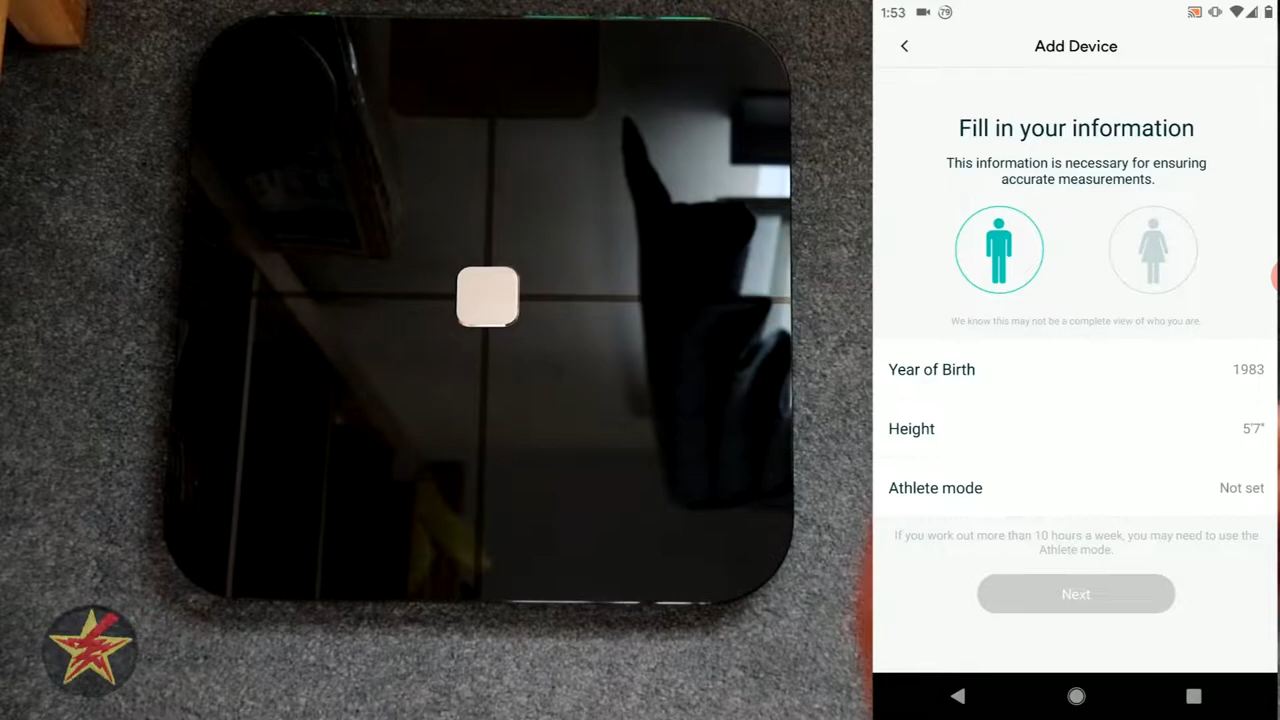 1:53
79
Add Device
Fill in your information
This information is necessary for ensuring
accurate measurements.
We know this may not be a complete view of who you are.
Year of Birth 1983
Height 5'7"
Athlete mode Not set
If you work out more than 10 hours a week, you may need to use the
Athlete mode.
Next